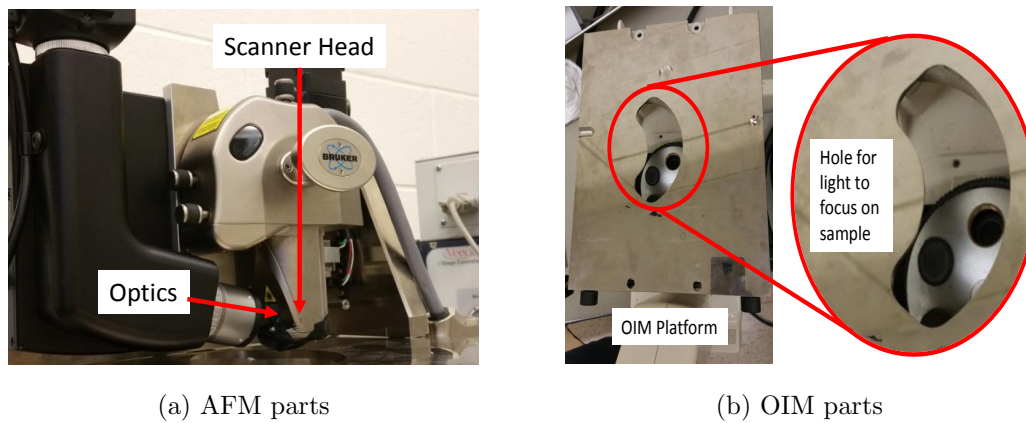 Scanner Head
BRUKER
Optics
(a) AFM parts
Hole for
light to
focus on
sample
OIM Platform
(b) OIM parts